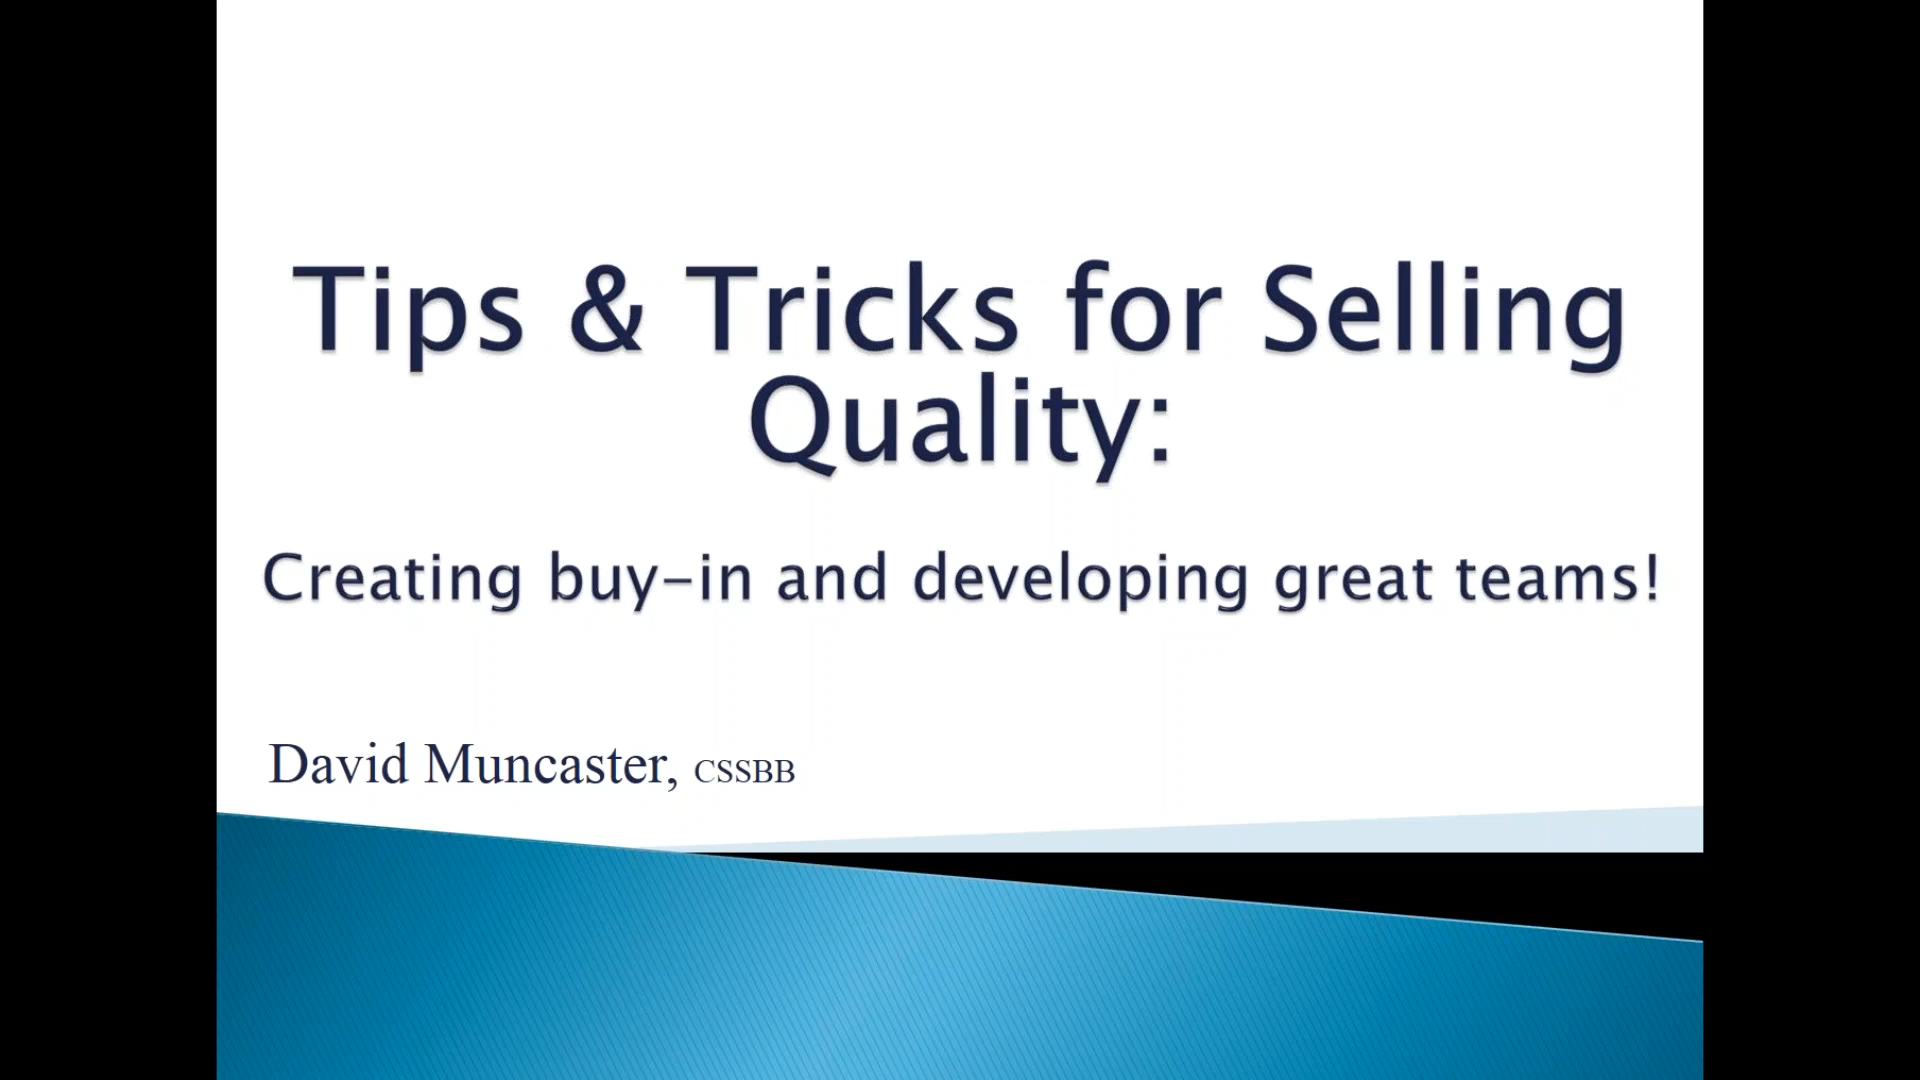 Tips & Tricks for Selling
Quality:
Creating buy-in and developing great teams!
David Muncaster, CSSBB